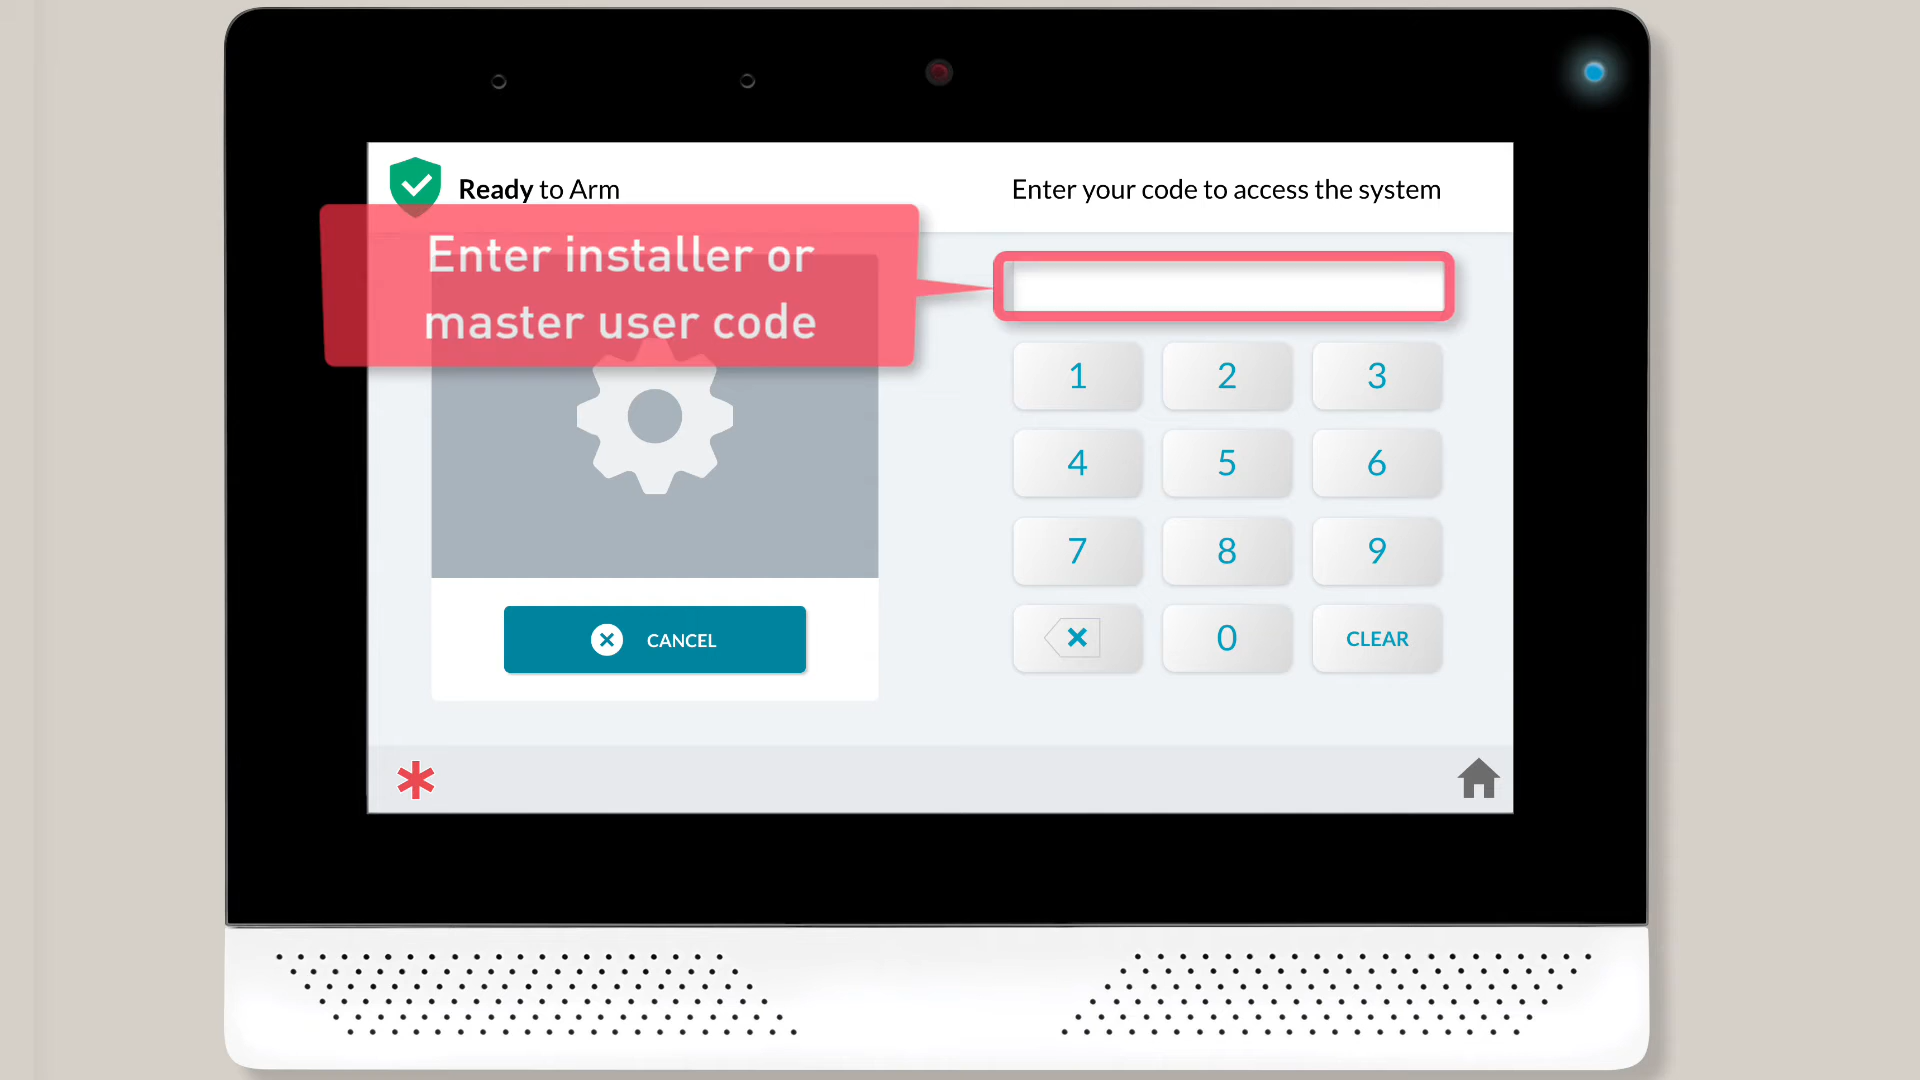 Ready to Arm
Enter your code to access the system
Enter installer or
master user code
1 2 3
4 5 6
7 8 9
0 CLEAR
CANCEL